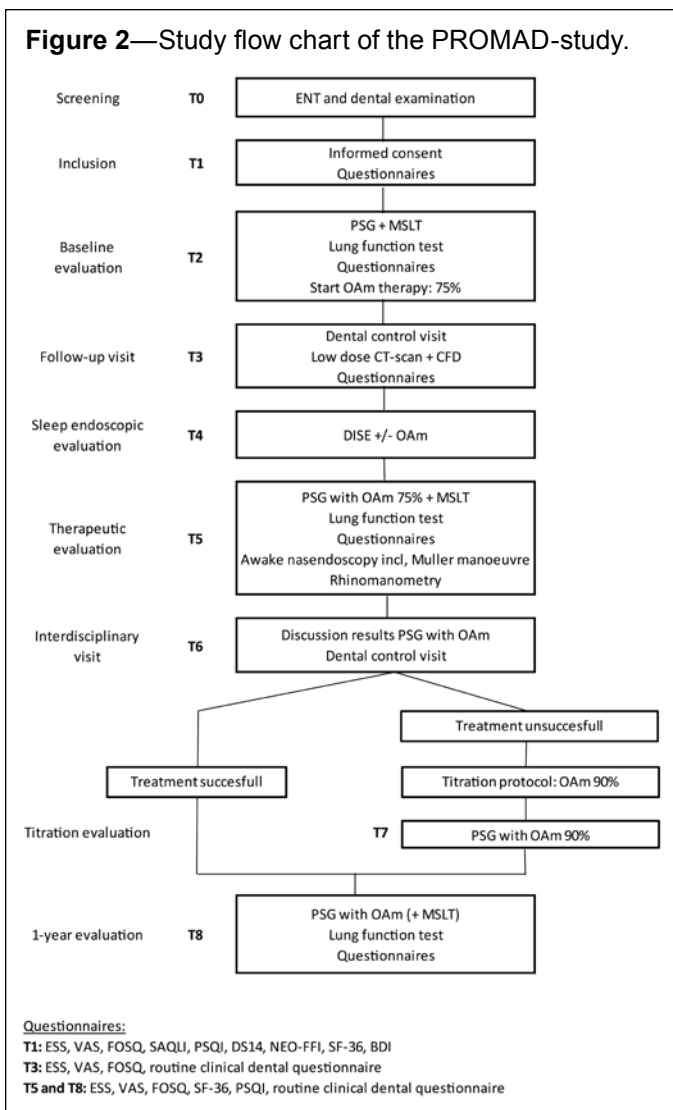 Figure 2—Study flow chart of the PROMAD-study.
Screening T0 ENT and dental examination
Inclusion T1 Informed consent
Questionnaires
Baseline evaluation T2 PSG + MSLT
Lung function test
Questionnaires
Start OAm therapy: 75%
Follow-up visit T3 Dental control visit
Low dose CT-scan + CFD
Questionnaires
Sleep endoscopic evaluation T4 DISE +/- OAm
Therapeutic evaluation T5 PSG with OAm 75% + MSLT
Lung function test
Questionnaires
Awake nasendoscopy incl, Muller manoeuvre
Rhinomanometry
Interdisciplinary visit T6 Discussion results PSG with OAm
Dental control visit
Treatment unsuccesfull
Treatment succesfull Titration protocol: OAm 90%
Titration evaluation T7 PSG with OAm 90%
1-year evaluation T8 PSG with OAm (+ MSLT)
Lung function test
Questionnaires
Questionnaires:
T1: ESS, VAS, FOSQ, SAQLI, PSQI, DS14, NEO-FFI, SF-36, BDI
T3: ESS, VAS, FOSQ, routine clinical dental questionnaire
T5 and T8: ESS, VAS, FOSQ, SF-36, PSQI, routine clinical dental questionnaire